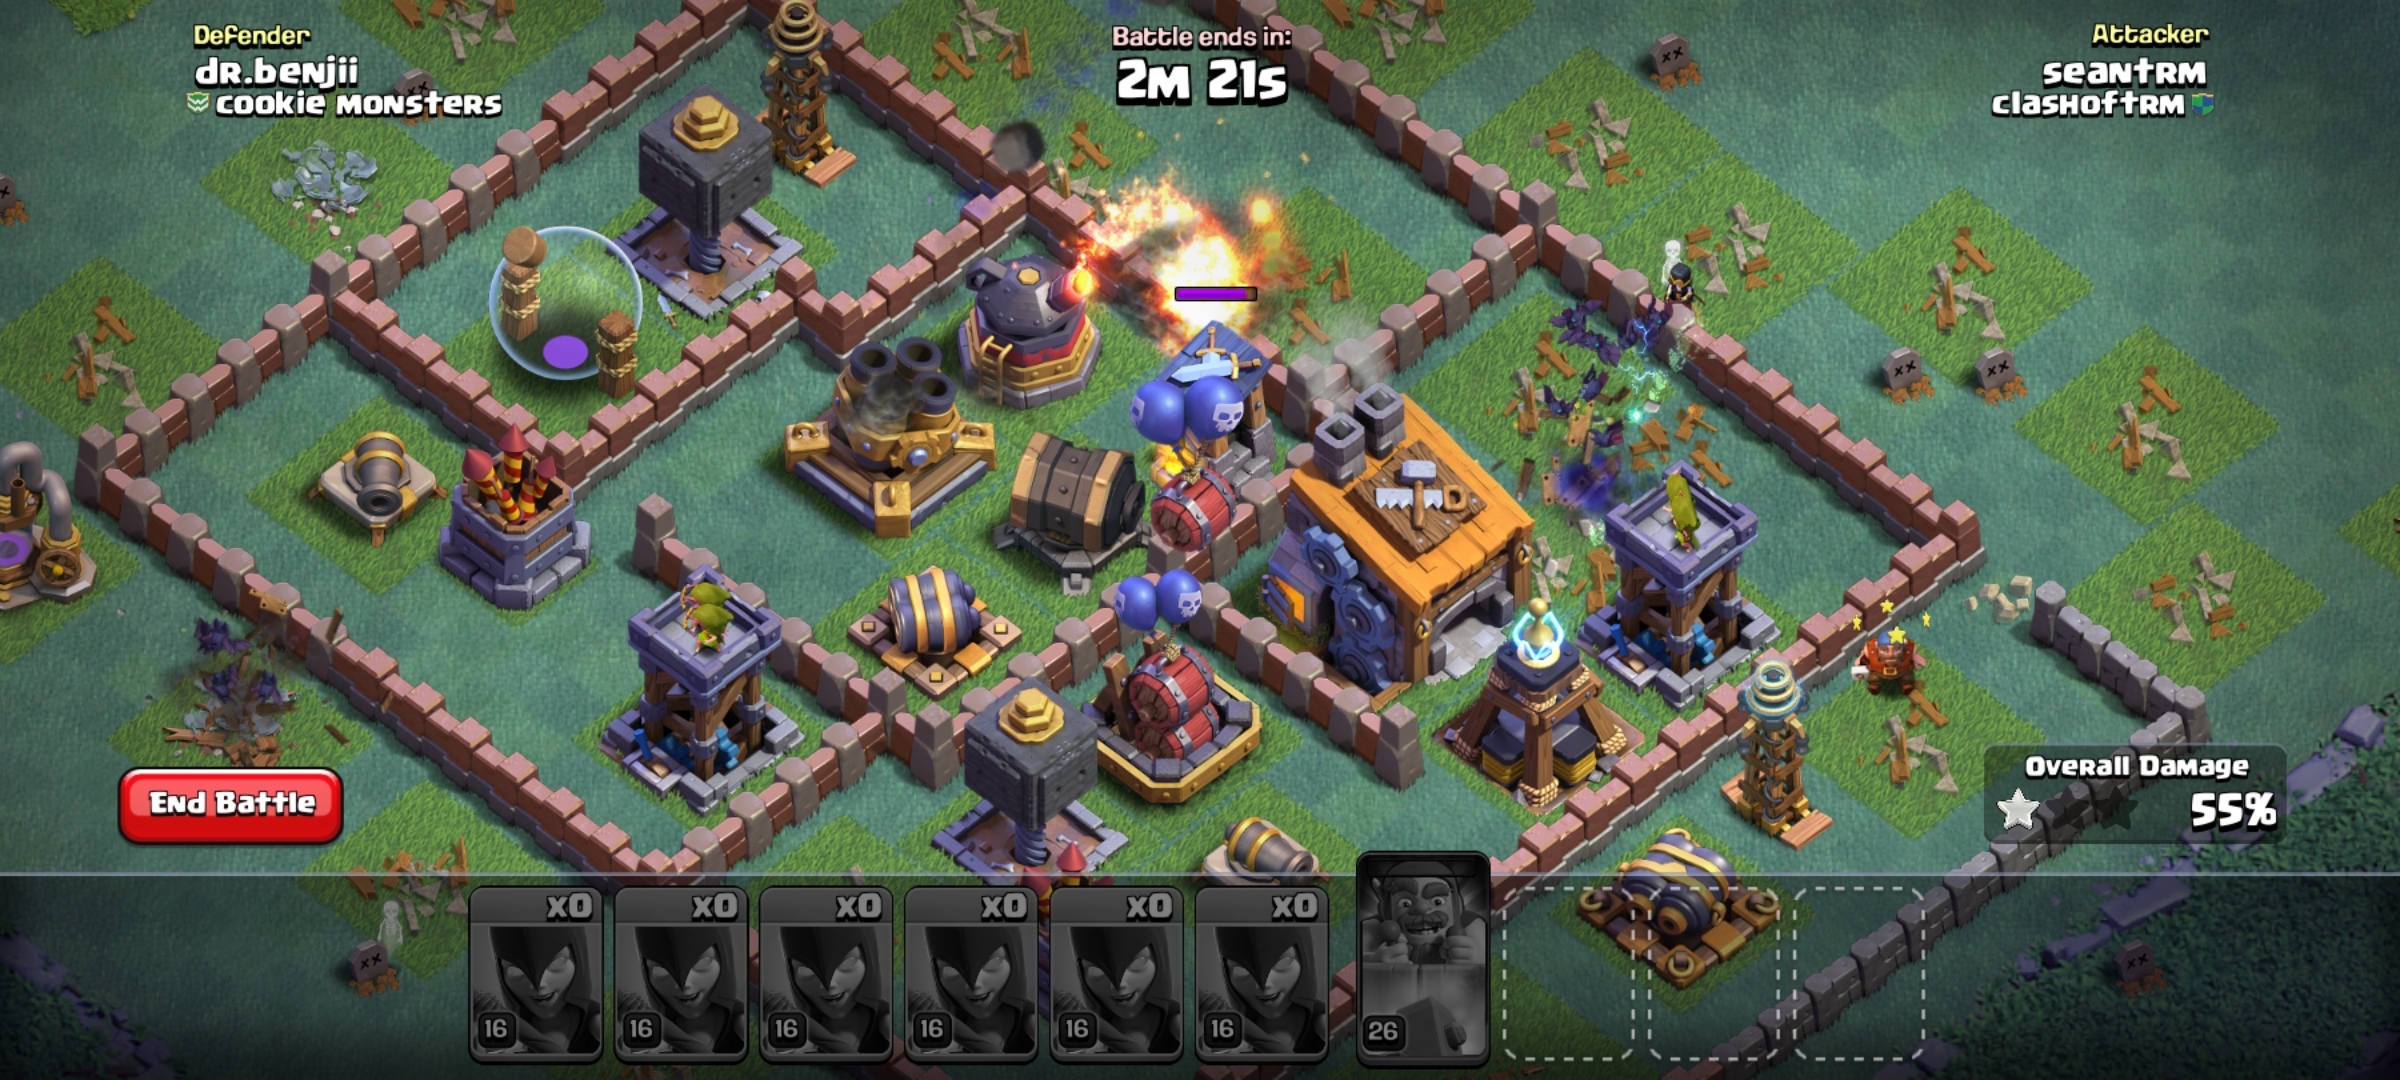 Defender
dR.benjii
cookie MONSteRS
Battle ends in:
2M 21s
Attacker
seantRM
clasHoftRM
End Battle
Overall Damage
55%
x0
x0
x0
x0
x0
x0
16
16
16
16
16
16
26